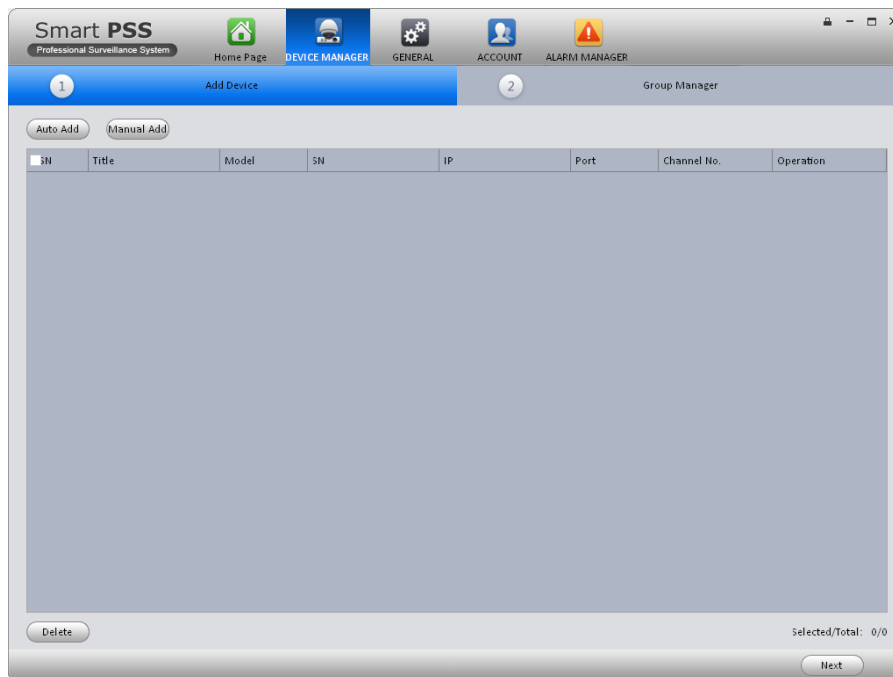 Smart PSS
Professional Surveillance System
Home Page
DEVICE MANAGER
GENERAL
ACCOUNT
ALARM MANAGER
1
Add Device
2
Group Manager
Auto Add
Manual Add
SN Title Model SN IP Port Channel No. Operation
Delete
Selected/Total: 0/0
Next